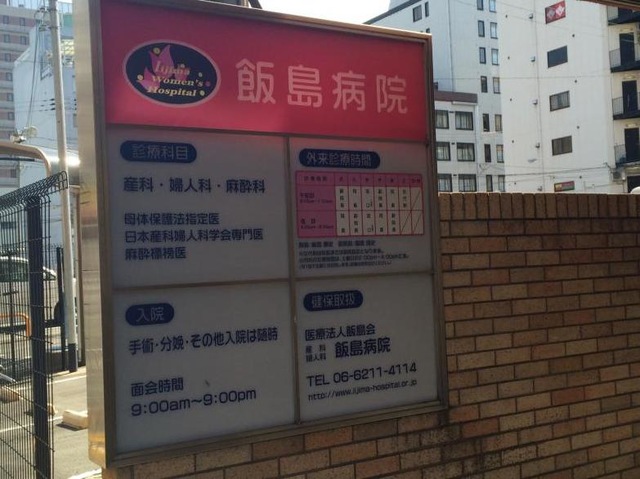 Iijima
Women's
Hospital
飯島病院
診療科目
産科・婦人科・麻酔科
母体保護法指定医
日本産科婦人科学会専門医
麻酔標榜医
外来診療時間
入院
手術・分娩・その他入院は随時
面会時間
9:00am〜9:00pm
健保取扱
医療法人飯島会
産科
婦人科
飯島病院
TEL 06-6211-4114
http://www.iijima-hospital.or.jp